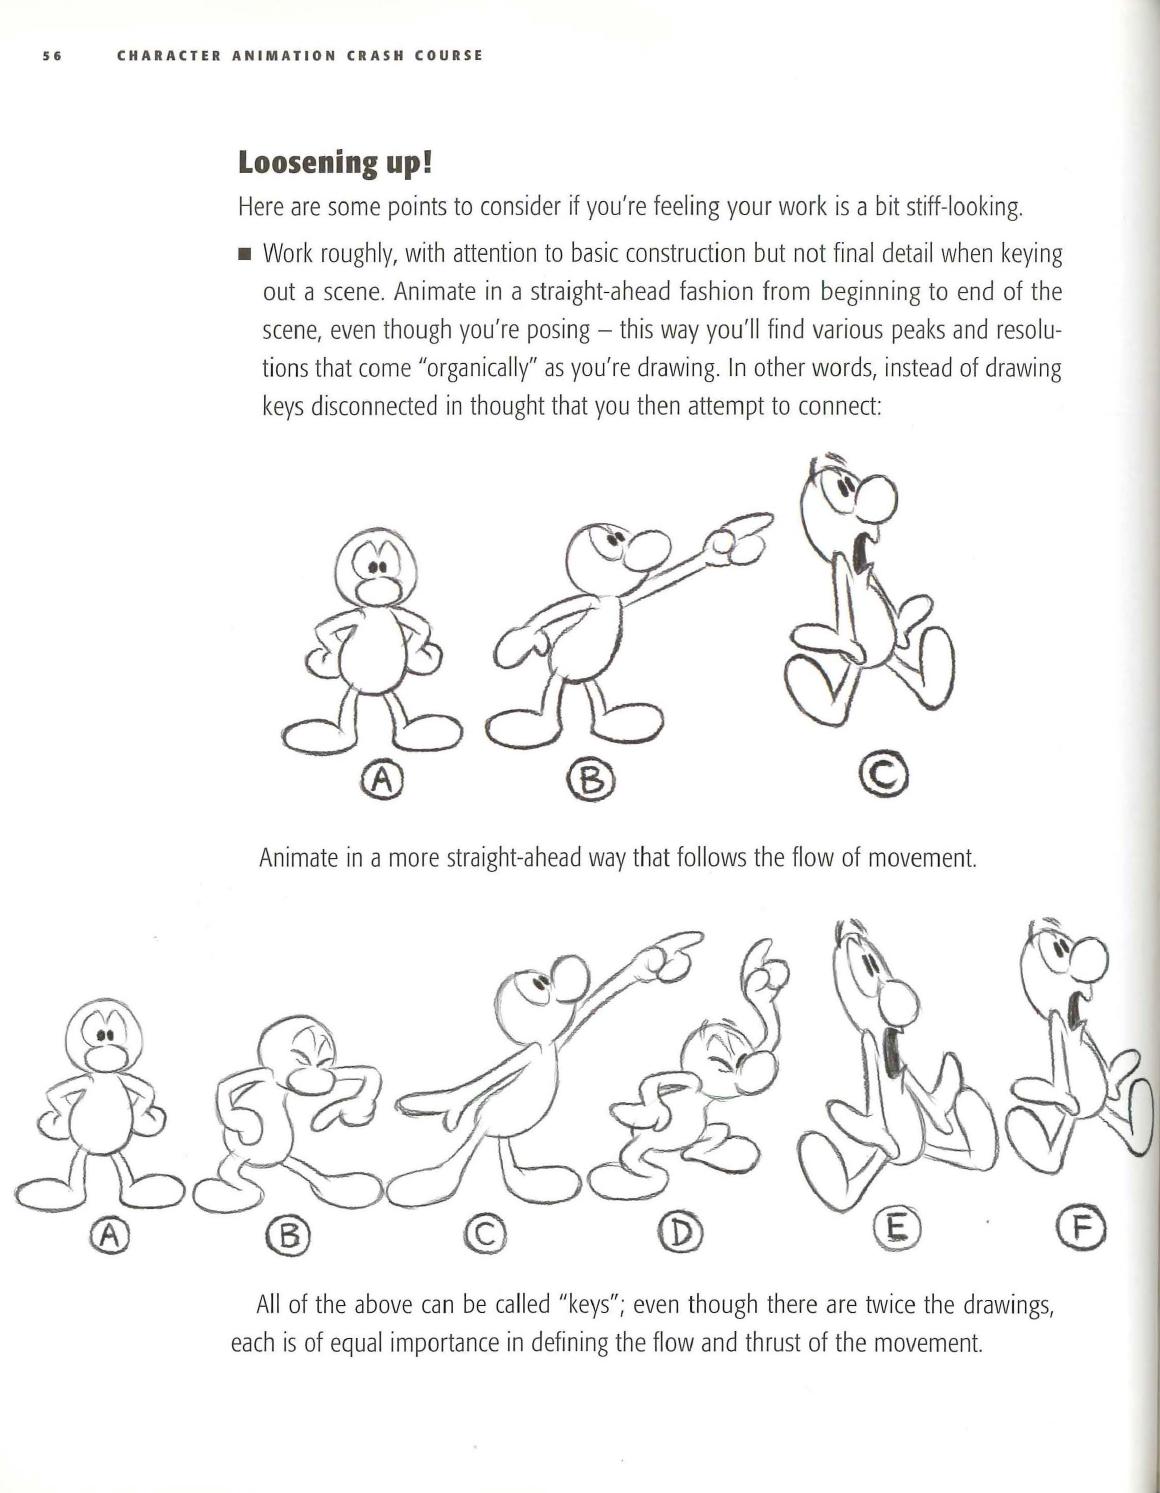 56 CHARACTER ANIMATION CRASH COURSE
Loosening up!
Here are some points to consider if you're feeling your work is a bit stiff-looking.
■ Work roughly, with attention to basic construction but not final detail when keying
out a scene. Animate in a straight-ahead fashion from beginning to end of the
scene, even though you're posing – this way you'll find various peaks and resolu-
tions that come "organically" as you're drawing. In other words, instead of drawing
keys disconnected in thought that you then attempt to connect:
A B C
Animate in a more straight-ahead way that follows the flow of movement.
A B C D E F
All of the above can be called "keys"; even though there are twice the drawings,
each is of equal importance in defining the flow and thrust of the movement.